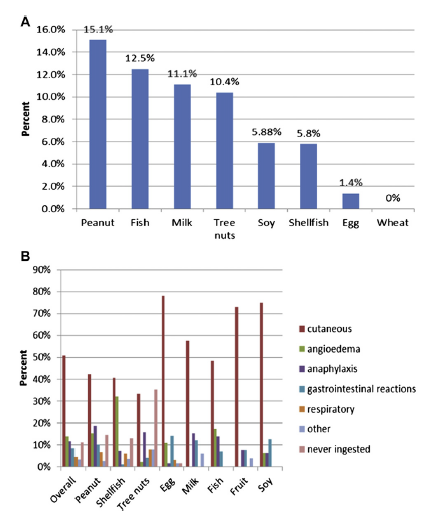 A
16.0%
14.0%
12.0%
10.0%
8.0%
6.0%
4.0%
2.0%
0.0%
Percent
15.1%
12.5%
11.1%
10.4%
5.88%
5.8%
1.4%
0%
Peanut Fish Milk Tree nuts Soy Shellfish Egg Wheat
B
90%
80%
70%
60%
50%
40%
30%
20%
10%
0%
Percent
Overall
Peanut
Shellfish
Tree nuts
Egg
Milk
Fish
Fruit
Soy
cutaneous
angioedema
anaphylaxis
gastrointestinal reactions
respiratory
other
never ingested